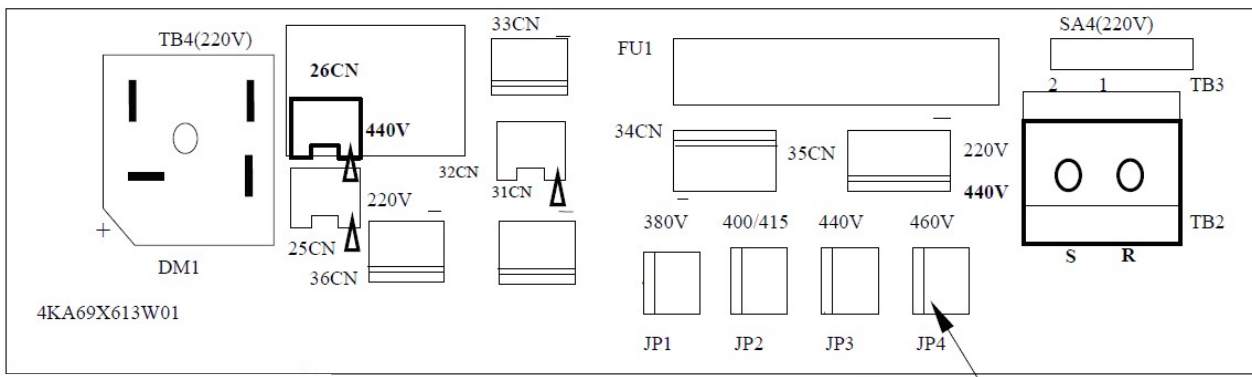 33CN
TB4(220V)
FU1
SA4(220V)
26CN
2 1
TB3
440V
34CN
35CN
220V
32CN
31CN
440V
220V
380V
400/415
440V
460V
TB2
25CN
S R
DM1
36CN
+
4KA69X613W01
JP1
JP2
JP3
JP4